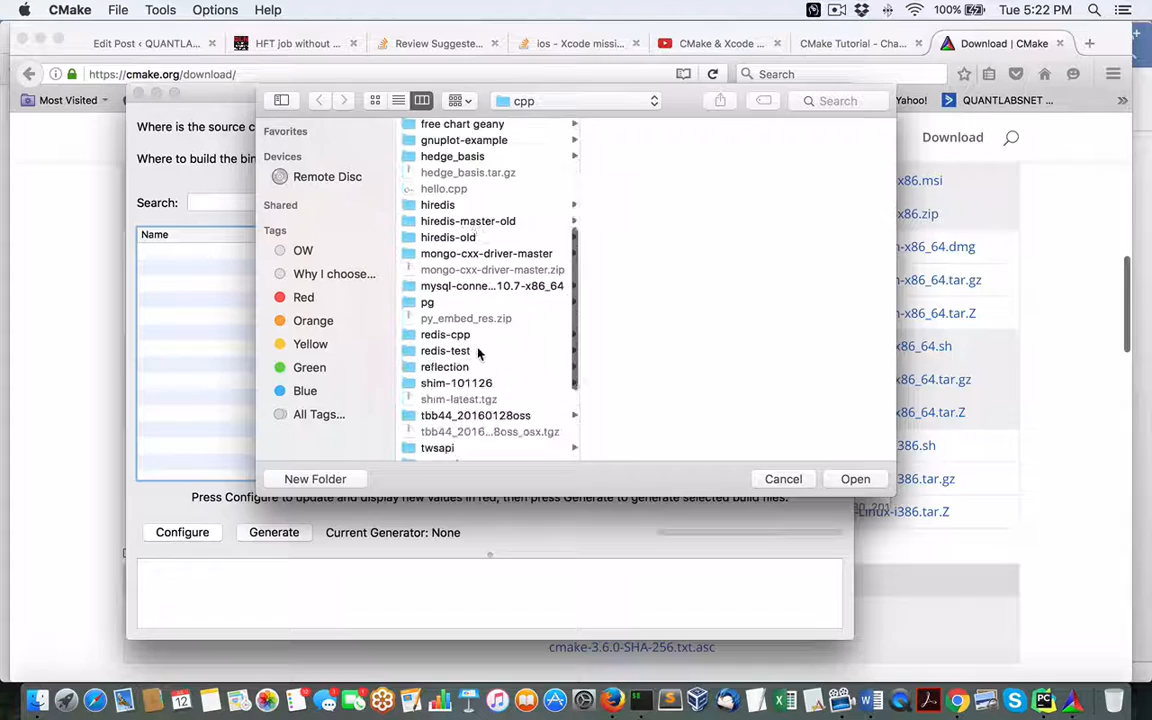 CMake File Tools Options Help 100% Tue 5:22 PM
Edit Post ‹ QUANTLAB... × HFT job without ... × Review Suggeste... × ios - Xcode missi... × CMake & Xcode ... × CMake Tutorial - Cha... × Download | CMake ×
https://cmake.org/download/ Search
Most Visited Yahoo! QUANTLABSNET ...
cpp Search
Where is the source c
Where to build the bin
Search:
Name
Favorites
Devices
Remote Disc
Shared
Tags
OW
Why I choose...
Red
Orange
Yellow
Green
Blue
All Tags...
free chart geany
gnuplot-example
hedge_basis
hedge_basis.tar.gz
hello.cpp
hiredis
hiredis-master-old
hiredis-old
mongo-cxx-driver-master
mongo-cxx-driver-master.zip
mysql-conne...10.7-x86_64
pg
py_embed_res.zip
redis-cpp
redis-test
reflection
shim-101126
shim-latest.tgz
tbb44_20160128oss
tbb44_2016...8oss_osx.tgz
twsapi
New Folder Cancel Open
Download
x86.msi
x86.zip
x86_64.dmg
x86_64.tar.gz
x86_64.tar.Z
x86_64.sh
x86_64.tar.gz
x86_64.tar.Z
i386.sh
i386.tar.gz
-Linux-i386.tar.Z
Press Configure to update and display new values in red, then press Generate to generate selected build files.
Configure Generate Current Generator: None
cmake-3.6.0-SHA-256.txt.asc